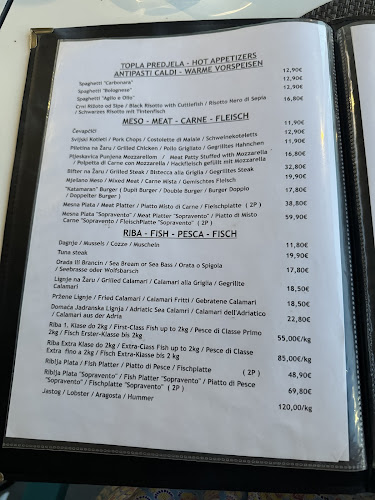 TOPLA PREDJELA - HOT APPETIZERS
ANTIPASTI CALDI - WARME VORSPEISEN
Spaghetti "Carbonara" 12,90€
Spaghetti "Bolognese" 12,90€
Spaghetti "Aglio e Olio" 12,90€
Crni Rižoto od Sipe / Black Risotto with Cuttlefish / Risotto Nero di Sepia 16,80€
/ Schwarzes Risotto mit Tintenfisch
MESO - MEAT - CARNE - FLEISCH
Ćevapčići 11,90€
Svijski Kotleti / Pork Chops / Costolette di Maiale / Schweinekoteletts 12,90€
Piletina na Žaru / Grilled Chicken / Pollo Grigliato / Gegrilltes Hahnchen 11,90€
Pljeskavica Punjena Mozzarellom / Meat Patty Stuffed with Mozzarella 16,80€
/ Polpetta di Carne con Mozzarella / Hackfleisch gefüllt mit Mozzarella
Biftek na Žaru / Grilled Steak / Bistecca alla Griglia / Gegrilltes Steak 32,80€
Mješano Meso / Mixed Meat / Carne Mista / Gemischtes Fleisch 19,90€
"Katamaran" Burger ( Dupli Burger / Double Burger / Burger Doppio 17,80€
/ Doppelter Burger )
Mesna Plata / Meat Platter / Piatto Misto di Carne / Fleischplatte ( 2P ) 38,90€
Mesna Plata "Sopravento" / Meat Platter "Sopravento" / Piatto di Misto 59,90€
Carne "Sopravento" / Fleischplatte "Sopravento" ( 2P )
RIBA - FISH - PESCA - FISCH
Dagnje / Mussels / Cozze / Muscheln 11,80€
Tuna steak 19,90€
Orada ili Brancin / Sea Bream or Sea Bass / Orata o Spigola 17,80€
/ Seebrasse oder Wolfsbarsch
Lignje na Žaru / Grilled Calamari / Calamari alla Griglia / Gegrillte 18,50€
Calamari
Pržene Lignje / Fried Calamari / Calamari Fritti / Gebratene Calamari 18,50€
Domaća Jadranska Lignja / Adriatic Sea Calamari / Calamari dell'Adriatico 22,80€
/ Calamari aus der Adria
Riba 1. Klase do 2kg / First-Class Fish up to 2kg / Pesce di Classe Primo 55,00€/kg
2kg / Fisch Erster-Klasse bis 2kg
Riba Extra Klase do 2kg / Extra-Class Fish up to 2kg / Pesce di Classe 85,00€/kg
Extra fino a 2kg / Fisch Extra-Klasse bis 2 kg
Riblja Plata / Fish Platter / Piatto di Pesce / Fischplatte ( 2P ) 48,90€
Riblja Plata "Sopravento" / Fish Platter "Sopravento" / Piatto di Pesce 69,80€
"Sopravento" / Fischplatte "Sopravento" ( 2P )
Jastog / Lobster / Aragosta / Hummer 120,00/kg